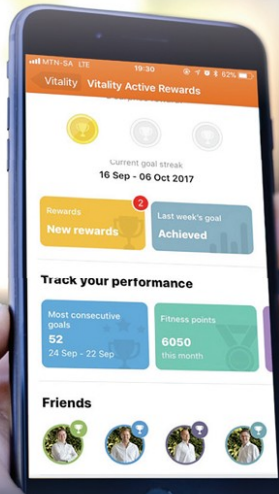 MTN-SA LTE 19:30 62%
Vitality Vitality Active Rewards
Current goal streak
16 Sep - 06 Oct 2017
2
Rewards
New rewards
Last week's goal
Achieved
Track your performance
Most consecutive
goals
52
24 Sep - 22 Sep
Fitness points
6050
this month
Friends